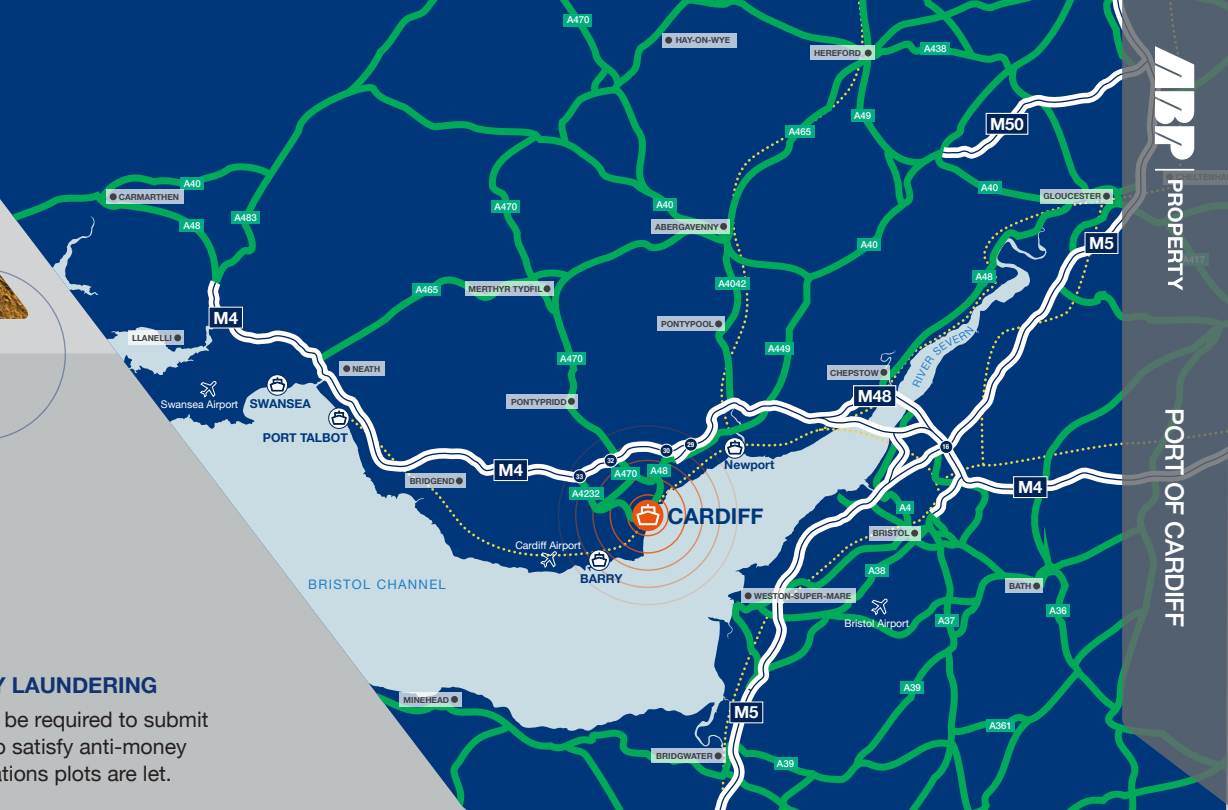 A470
HAY-ON-WYE
HEREFORD
A438
A49
M50
A465
ABP
PROPERTY
PORT OF CARDIFF
CHELTENHA
A40
CARMARTHEN
A48
A483
A470
A40
ABERGAVENNY
A40
GLOUCESTER
M5
A417
A40
A48
A4042
A465
MERTHYR TYDFIL
M4
LLANELLI
PONTYPOOL
A449
RIVER SEVERN
A470
NEATH
CHEPSTOW
M48
Swansea Airport
SWANSEA
PORT TALBOT
PONTYPRIDD
29
30
32
33
16
Newport
M4
BRIDGEND
A470
A48
A4232
CARDIFF
M4
A4
BRISTOL
Cardiff Airport
BARRY
BRISTOL CHANNEL
A38
WESTON-SUPER-MARE
Bristol Airport
BATH
A36
A37
MINEHEAD
A39
M5
A361
BRIDGWATER
A39
Y LAUNDERING
be required to submit
o satisfy anti-money
ations plots are let.